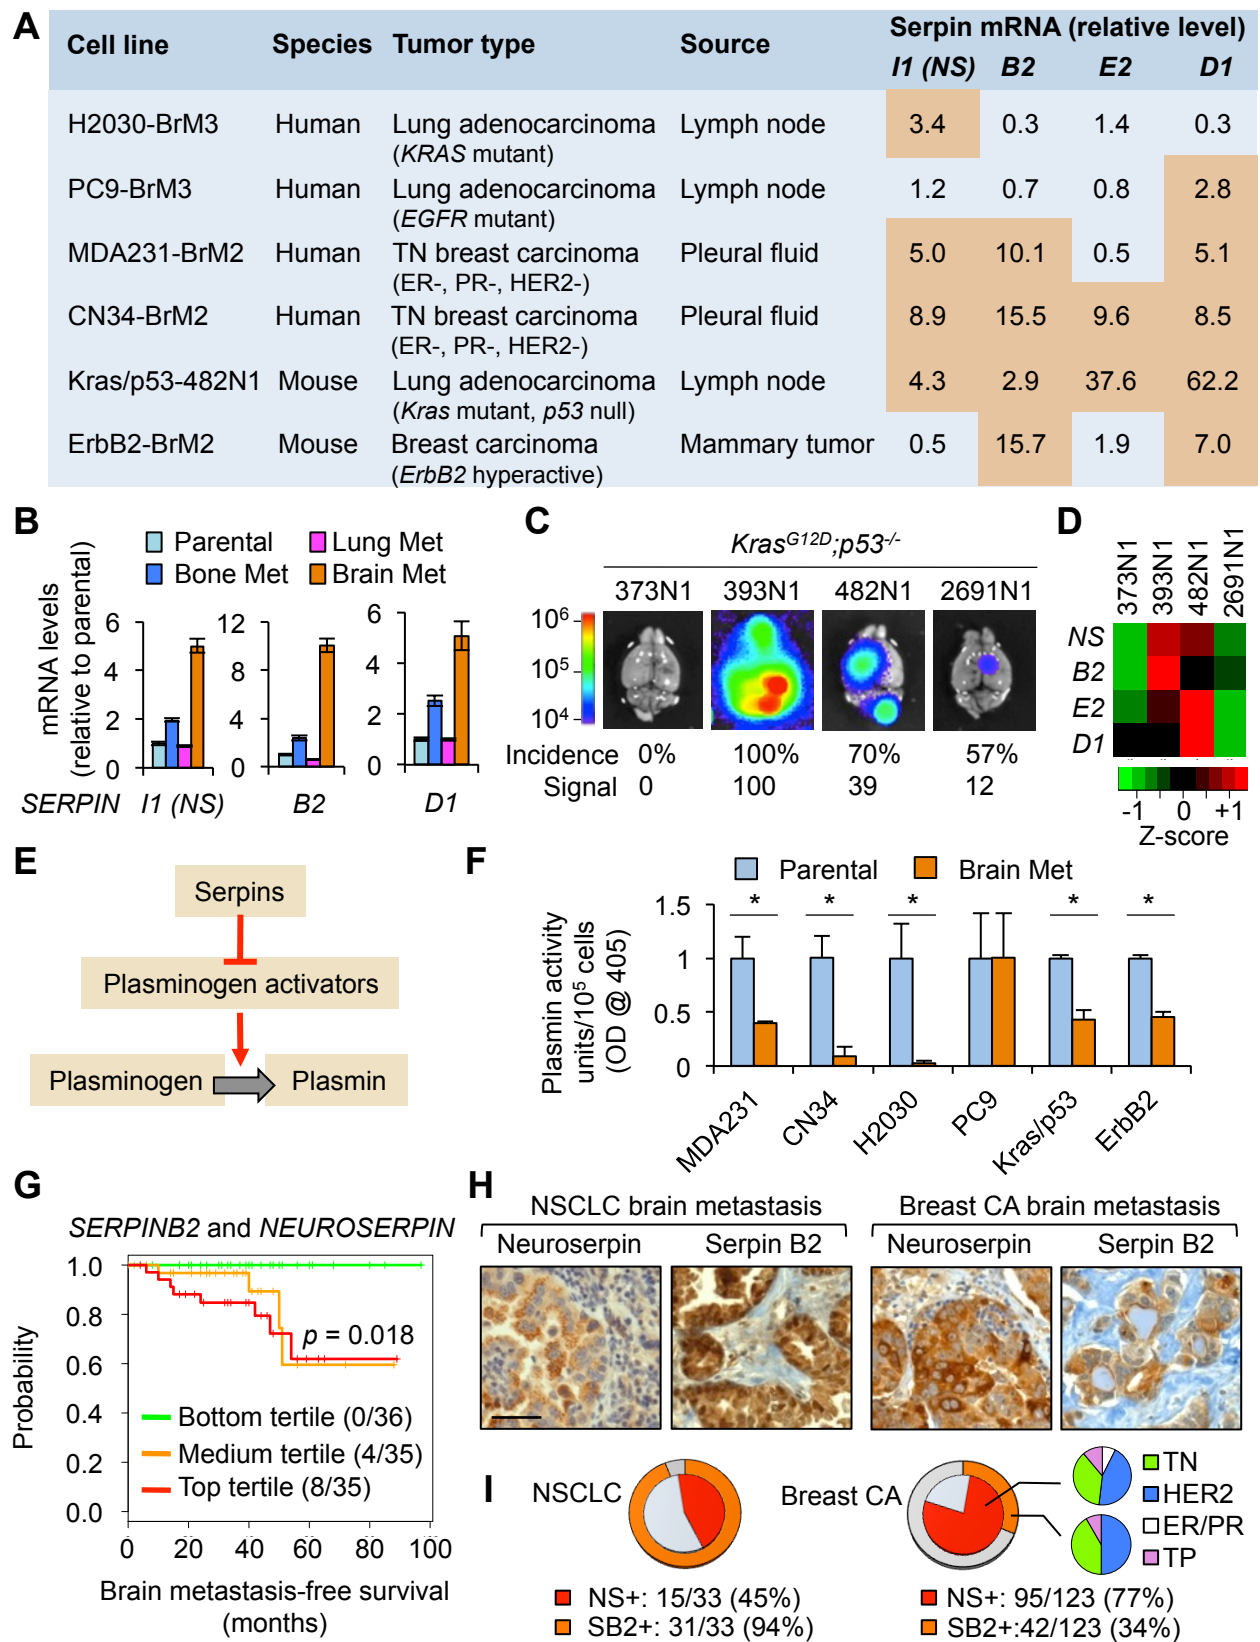 A
Cell line Species Tumor type Source Serpin mRNA (relative level)
I1 (NS) B2 E2 D1
H2030-BrM3 Human Lung adenocarcinoma Lymph node 3.4 0.3 1.4 0.3
(KRAS mutant)
PC9-BrM3 Human Lung adenocarcinoma Lymph node 1.2 0.7 0.8 2.8
(EGFR mutant)
MDA231-BrM2 Human TN breast carcinoma Pleural fluid 5.0 10.1 0.5 5.1
(ER-, PR-, HER2-)
CN34-BrM2 Human TN breast carcinoma Pleural fluid 8.9 15.5 9.6 8.5
(ER-, PR-, HER2-)
Kras/p53-482N1 Mouse Lung adenocarcinoma Lymph node 4.3 2.9 37.6 62.2
(Kras mutant, p53 null)
ErbB2-BrM2 Mouse Breast carcinoma Mammary tumor 0.5 15.7 1.9 7.0
(ErbB2 hyperactive)
B
Parental Lung Met
Bone Met Brain Met
mRNA levels
(relative to parental)
6
4
2
0
12
8
4
0
6
4
2
0
SERPIN I1 (NS) B2 D1
C
Kras^G12D;p53^-/-
373N1 393N1 482N1 2691N1
10^6
10^5
10^4
Incidence 0% 100% 70% 57%
Signal 0 100 39 12
D
373N1
393N1
482N1
2691N1
NS
B2
E2
D1
-1 0 +1
Z-score
E
Serpins
Plasminogen activators
Plasminogen Plasmin
F
Parental Brain Met
Plasmin activity
units/10^5 cells
(OD @ 405)
1.5
1
0.5
0
* * * * *
MDA231
CN34
H2030
PC9
Kras/p53
ErbB2
G
SERPINB2 and NEUROSERPIN
Probability
1.0
0.8
0.6
0.4
0.2
0.0
p = 0.018
Bottom tertile (0/36)
Medium tertile (4/35)
Top tertile (8/35)
0 20 40 60 80 100
Brain metastasis-free survival
(months)
H
NSCLC brain metastasis Breast CA brain metastasis
Neuroserpin Serpin B2 Neuroserpin Serpin B2
I
NSCLC
NS+: 15/33 (45%)
SB2+: 31/33 (94%)
Breast CA
TN
HER2
ER/PR
TP
NS+: 95/123 (77%)
SB2+:42/123 (34%)